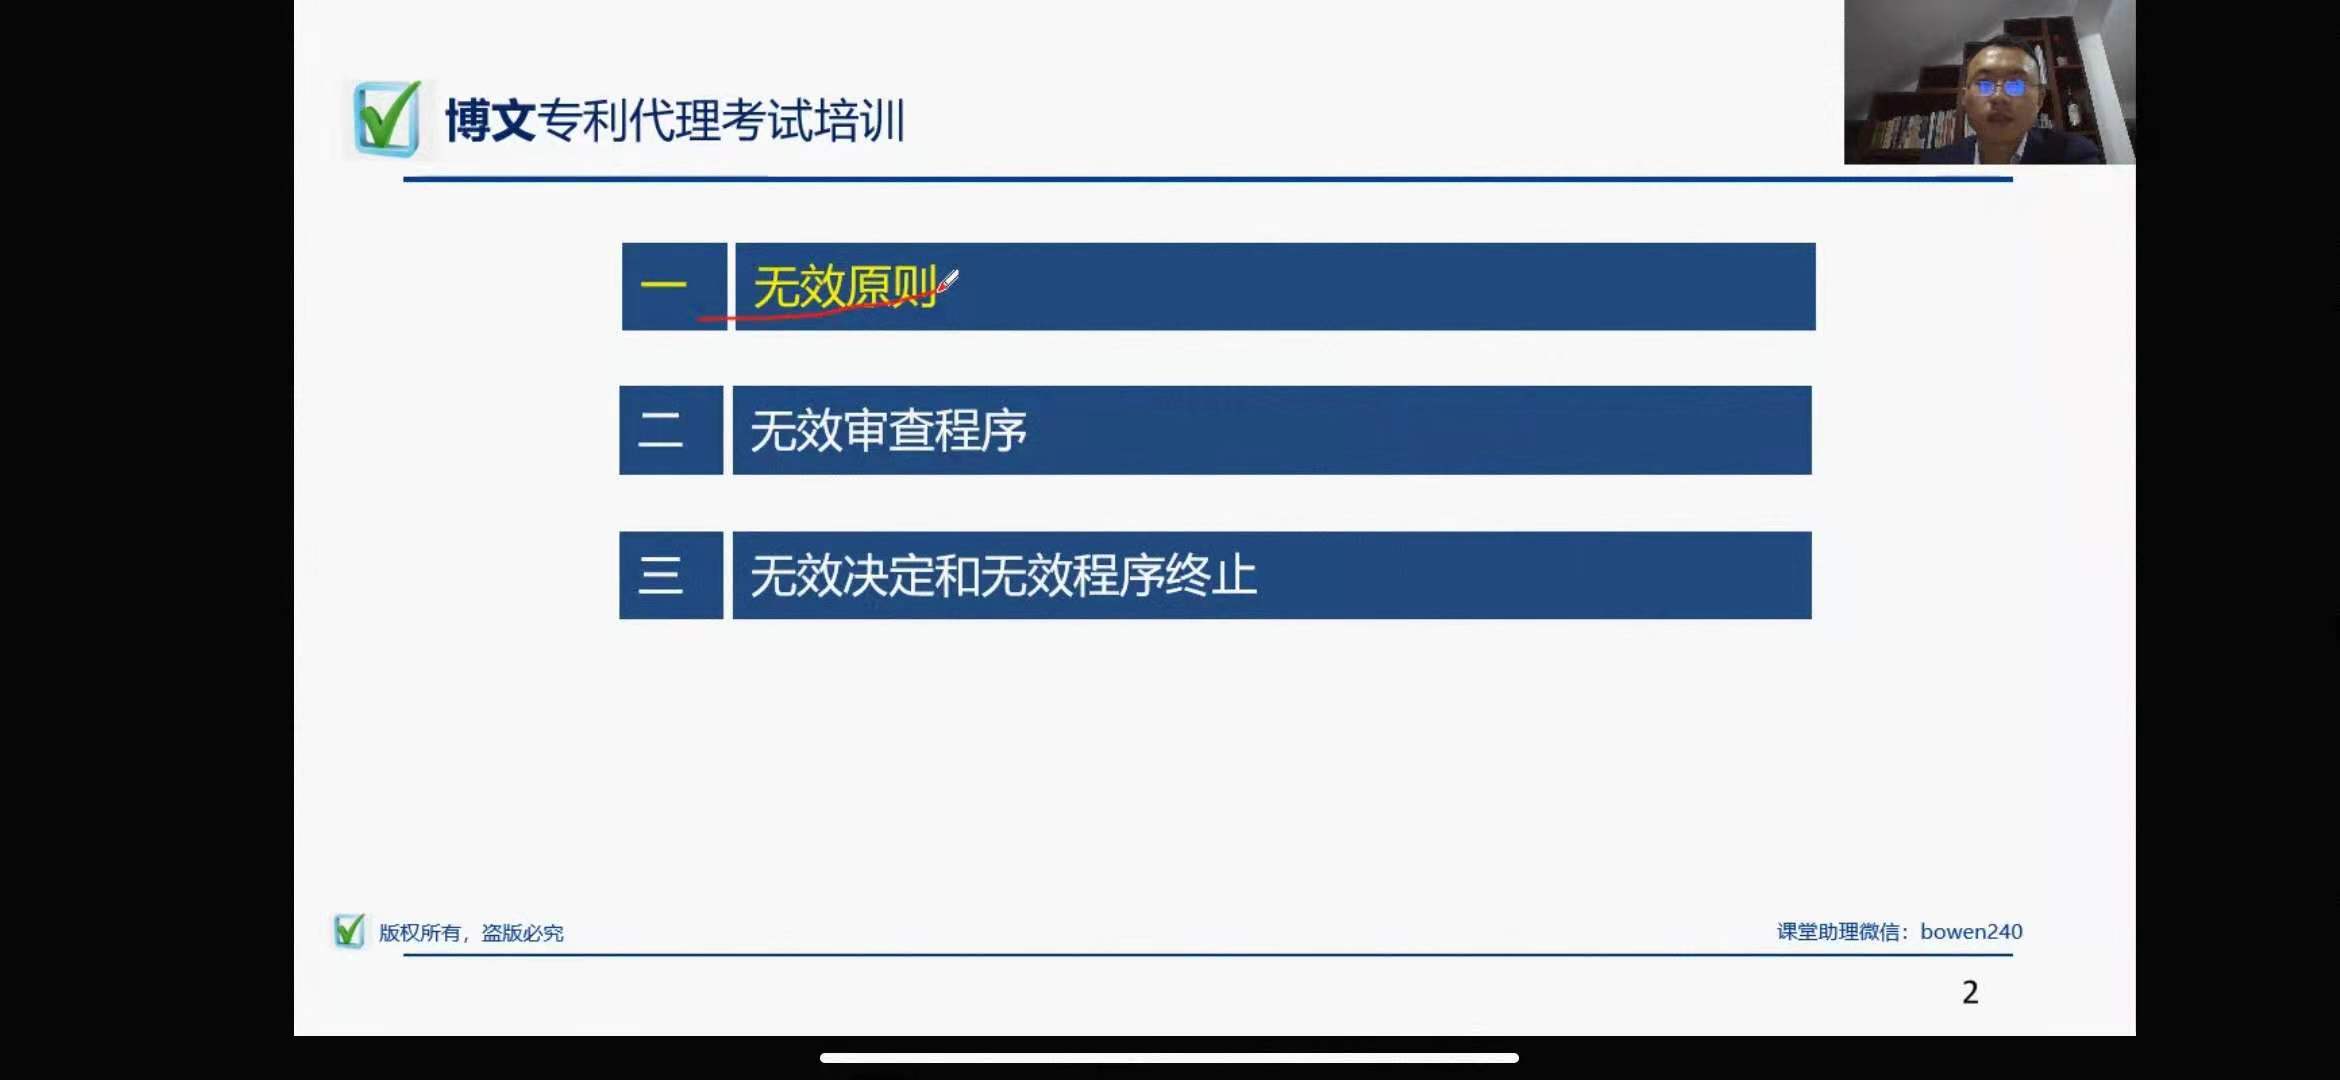 博文专利代理考试培训
一 无效原则
二 无效审查程序
三 无效决定和无效程序终止
版权所有，盗版必究
课堂助理微信：bowen240
2